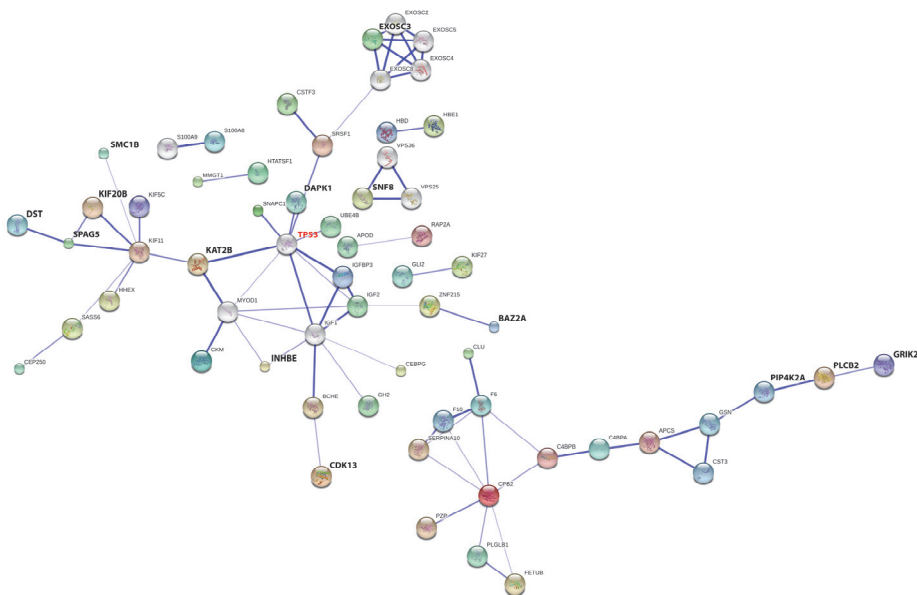 EXOSC2
EXOSC3
EXOSC5
EXOSC4
EXOSC8
CSTF3
HBE1
HBD
S100A8
S100A9
SRSF1
SMC1B
VPS36
HTATSF1
MMGT1
DAPK1
SNF8
VPS25
KIF20B
KIF5C
SNAPC1
UBE4B
DST
RAP2A
SPAG5
TP53
APOD
KIF11
KAT2B
KIF27
IGFBP3
GLI2
HHEX
MYOD1
IGF2
ZNF215
SASS6
BAZ2A
KIF1
CKM
INHBE
CLU
CEP250
CEBPG
GRIK2
PLCB2
PIP4K2A
BCHE
GH2
F5
F10
GSN
SERPINA10
C4BPB
C4BPA
APCS
CDK13
CST3
CPB2
PZP
PLGLB1
FETUB